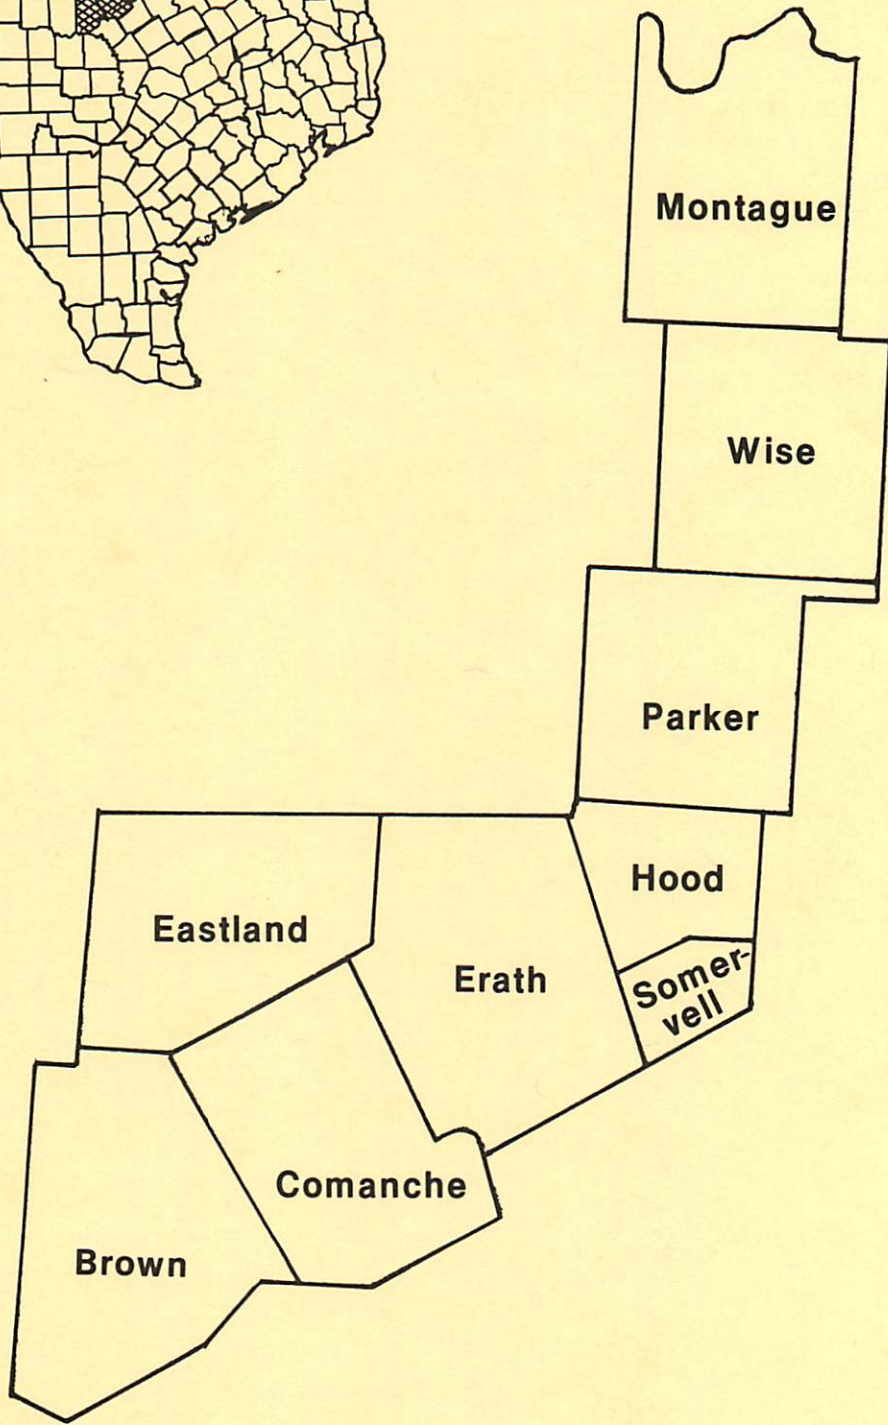 Montague
Wise
Parker
Hood
Eastland
Erath
Somer-
vell
Comanche
Brown